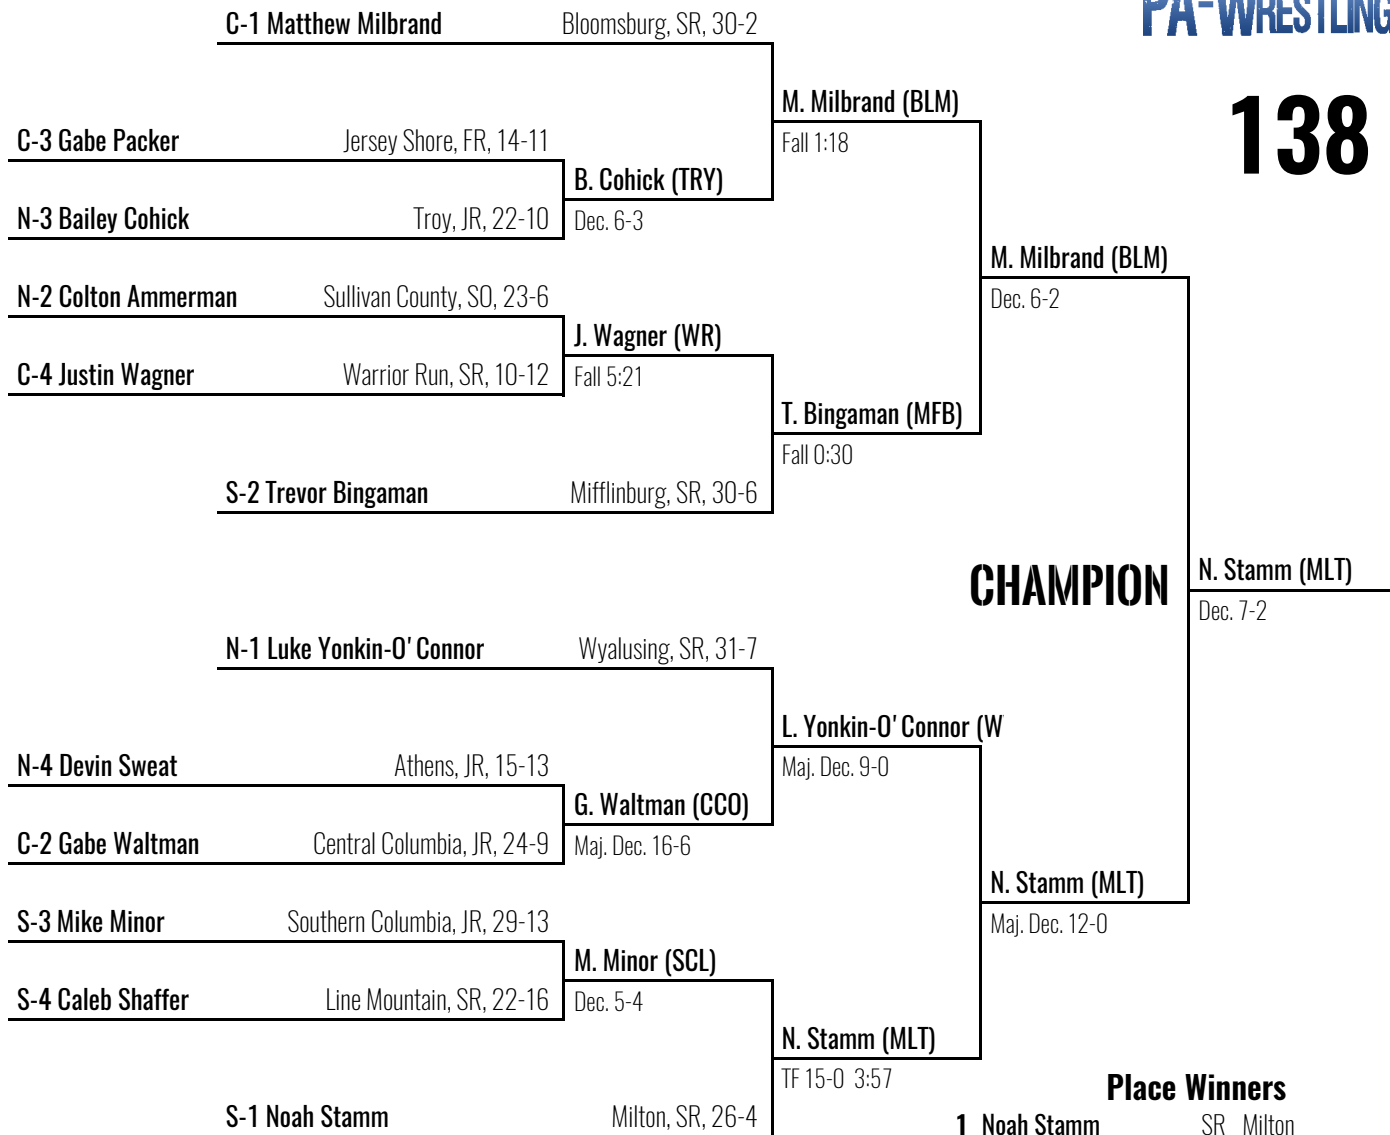 PA-WRESTLING
138
C-1 Matthew Milbrand Bloomsburg, SR, 30-2
M. Milbrand (BLM)
Fall 1:18
C-3 Gabe Packer Jersey Shore, FR, 14-11
B. Cohick (TRY)
Dec. 6-3
N-3 Bailey Cohick Troy, JR, 22-10
M. Milbrand (BLM)
Dec. 6-2
N-2 Colton Ammerman Sullivan County, SO, 23-6
J. Wagner (WR)
Fall 5:21
C-4 Justin Wagner Warrior Run, SR, 10-12
T. Bingaman (MFB)
Fall 0:30
S-2 Trevor Bingaman Mifflinburg, SR, 30-6
CHAMPION
N. Stamm (MLT)
Dec. 7-2
N-1 Luke Yonkin-O'Connor Wyalusing, SR, 31-7
L. Yonkin-O'Connor (W
Maj. Dec. 9-0
N-4 Devin Sweat Athens, JR, 15-13
G. Waltman (CCO)
Maj. Dec. 16-6
C-2 Gabe Waltman Central Columbia, JR, 24-9
N. Stamm (MLT)
Maj. Dec. 12-0
S-3 Mike Minor Southern Columbia, JR, 29-13
M. Minor (SCL)
Dec. 5-4
S-4 Caleb Shaffer Line Mountain, SR, 22-16
N. Stamm (MLT)
TF 15-0 3:57
S-1 Noah Stamm Milton, SR, 26-4
Place Winners
1 Noah Stamm SR Milton